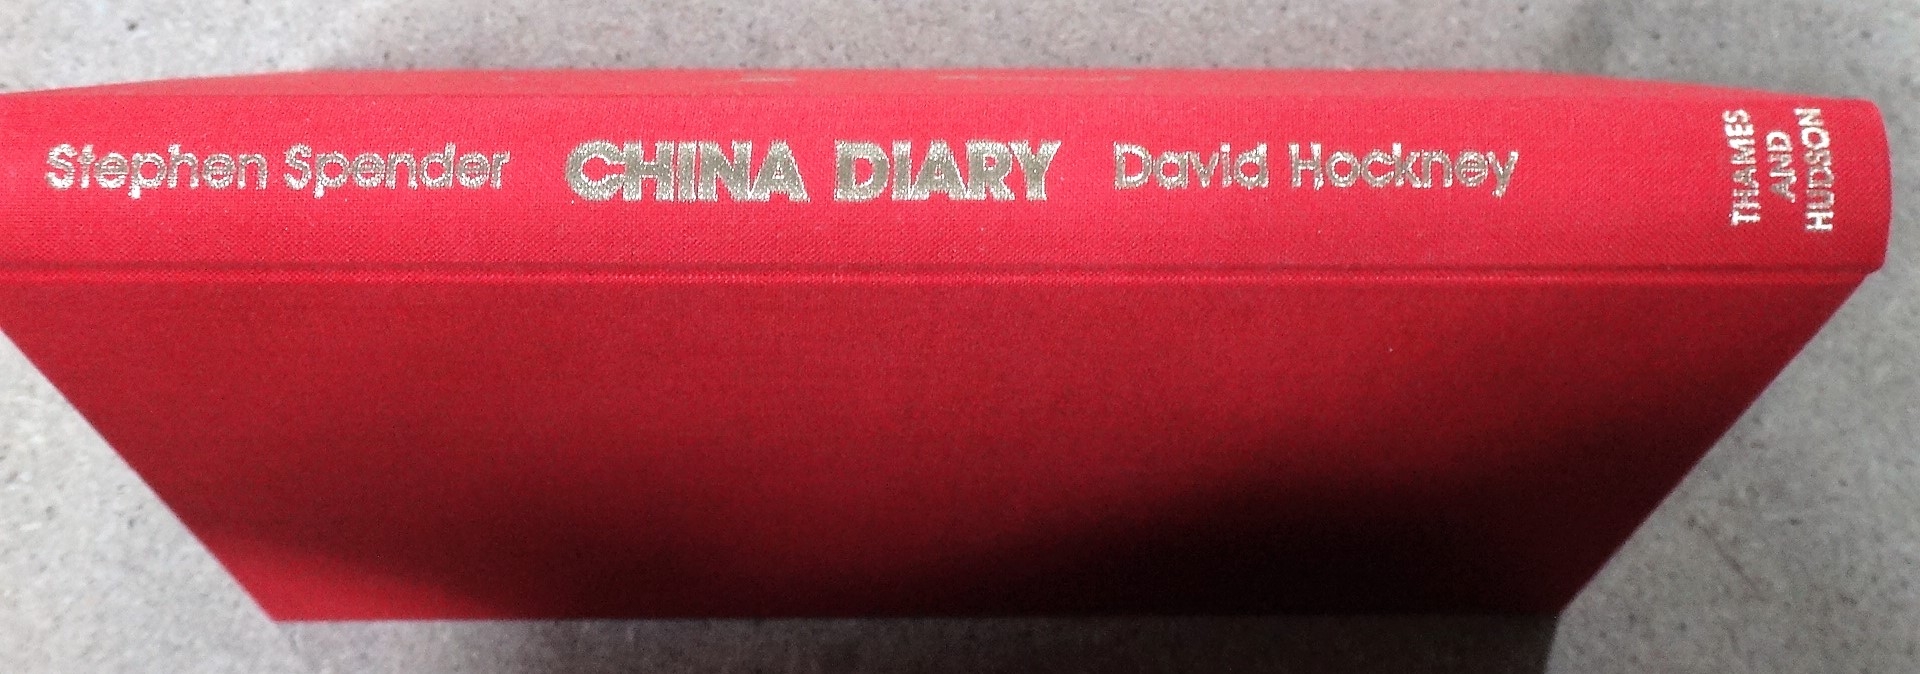 Stephen Spender CHINA DIARY David Hockney
THAMES
AND
HUDSON